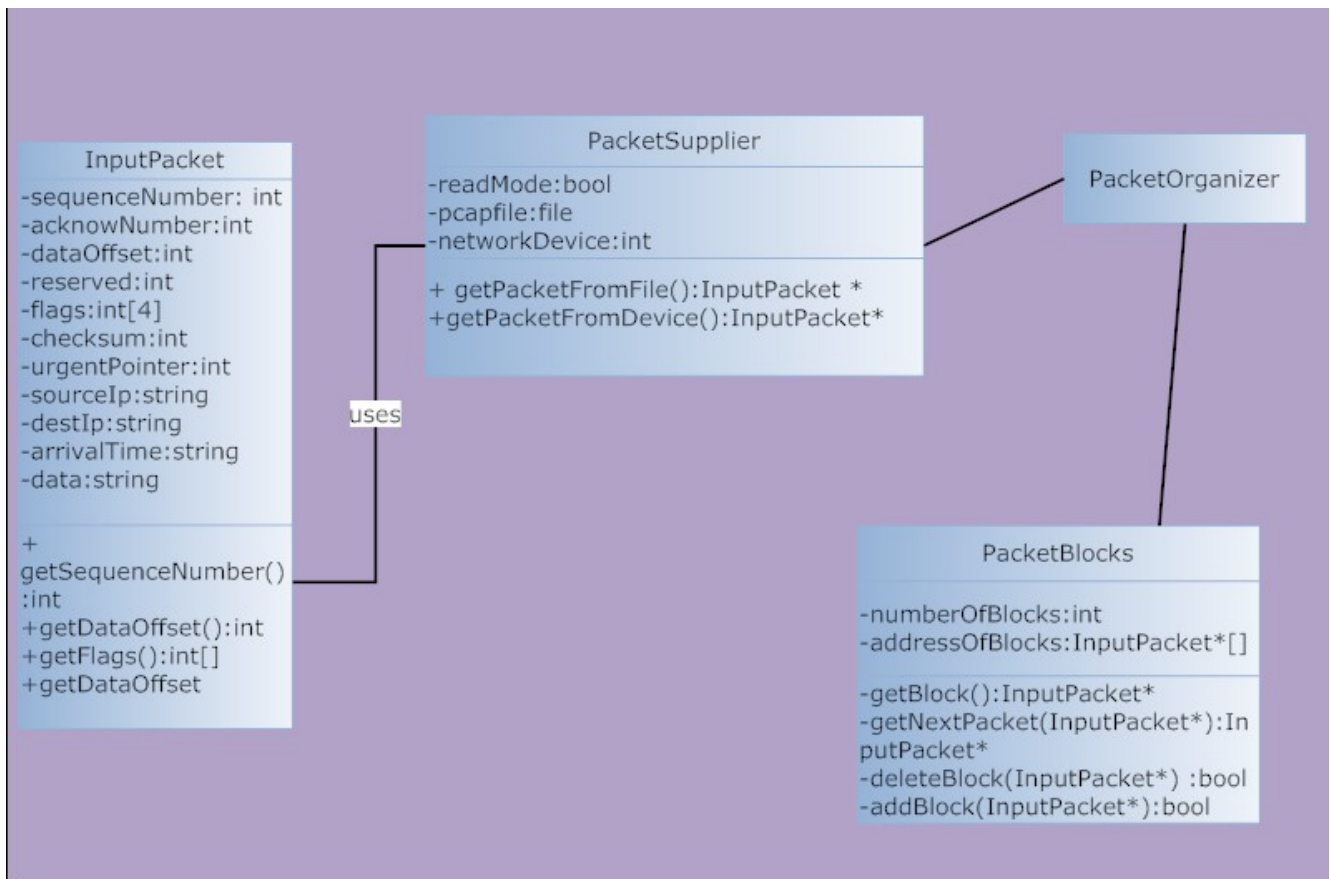 InputPacket
-sequenceNumber: int
-acknowNumber:int
-dataOffset:int
-reserved:int
-flags:int[4]
-checksum:int
-urgentPointer:int
-sourceIp:string
-destIp:string
-arrivalTime:string
-data:string
+
getSequenceNumber()
:int
+getDataOffset():int
+getFlags():int[]
+getDataOffset
uses
PacketSupplier
-readMode:bool
-pcapfile:file
-networkDevice:int
+ getPacketFromFile():InputPacket *
+getPacketFromDevice():InputPacket*
PacketOrganizer
PacketBlocks
-numberOfBlocks:int
-addressOfBlocks:InputPacket*[]
-getBlock():InputPacket*
-getNextPacket(InputPacket*):In
putPacket*
-deleteBlock(InputPacket*) :bool
-addBlock(InputPacket*):bool